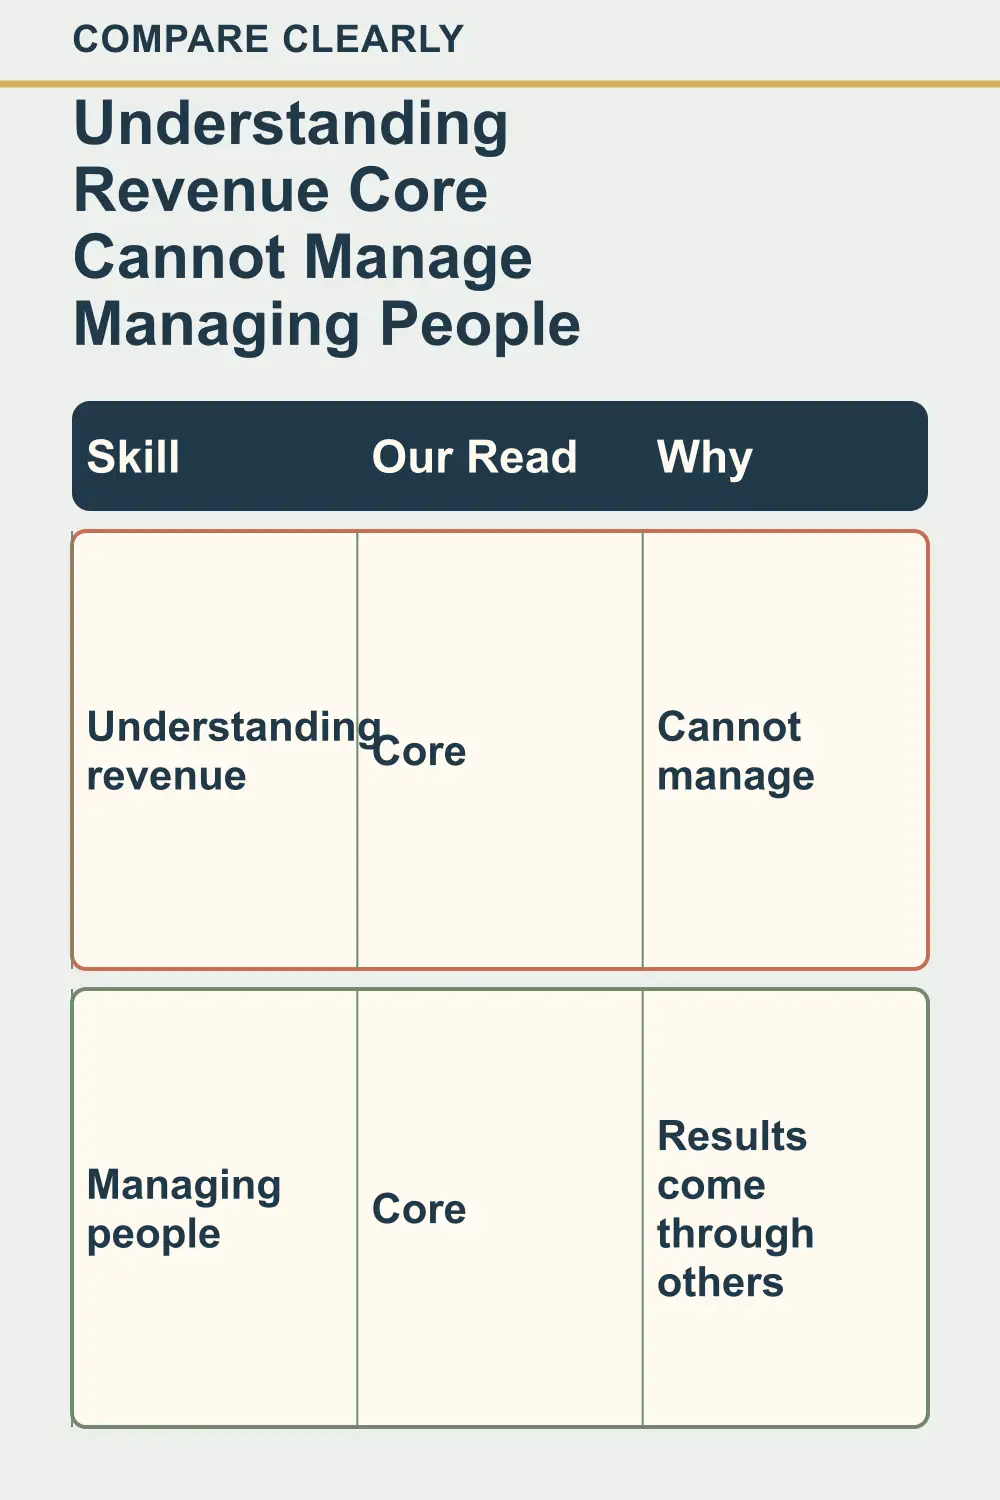 COMPARE CLEARLY
Understanding
Revenue Core
Cannot Manage
Managing People
Skill Our Read Why
Understanding
revenue
Core
Cannot
manage
Managing
people
Core
Results
come
through
others